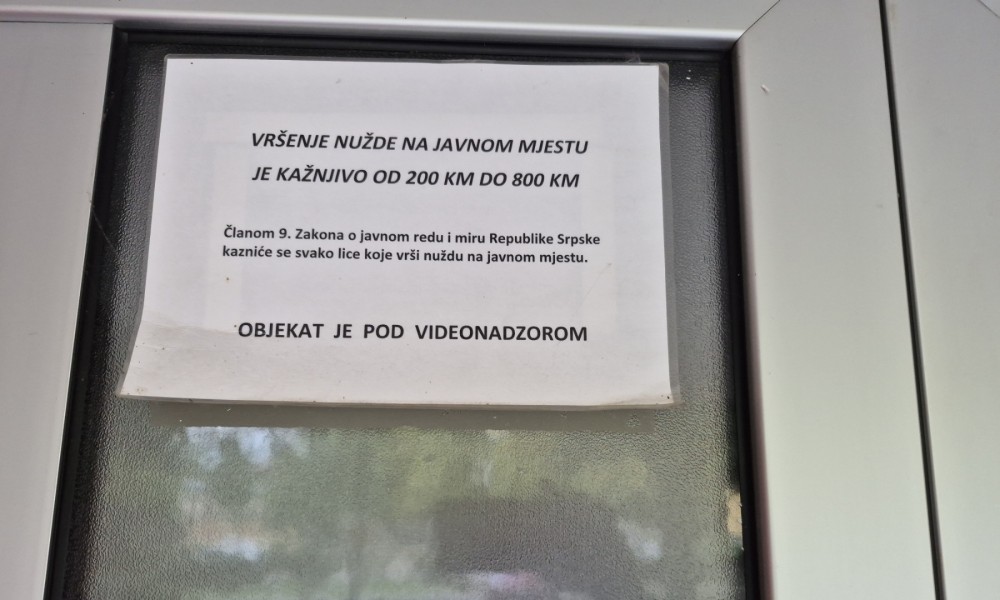 VRŠENJE NUŽDE NA JAVNOM MJESTU
JE KAŽNJIVO OD 200 KM DO 800 KM
Članom 9. Zakona o javnom redu i miru Republike Srpske
kazniće se svako lice koje vrši nuždu na javnom mjestu.
OBJEKAT JE POD VIDEONADZOROM